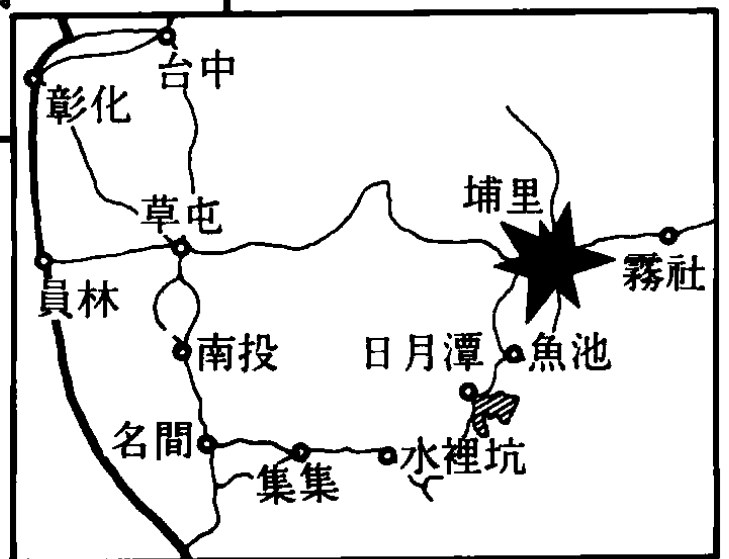 台中
彰化
埔里
草屯
霧社
員林
南投
日月潭
魚池
名間
水裡坑
集集